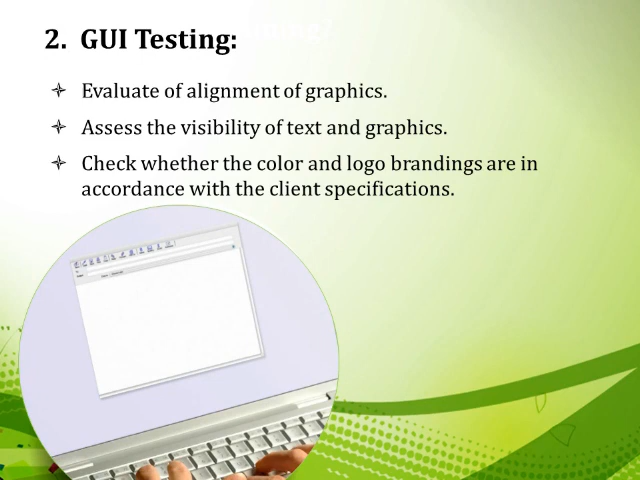 2. GUI Testing:
Evaluate of alignment of graphics.
Assess the visibility of text and graphics.
Check whether the color and logo brandings are in
accordance with the client specifications.